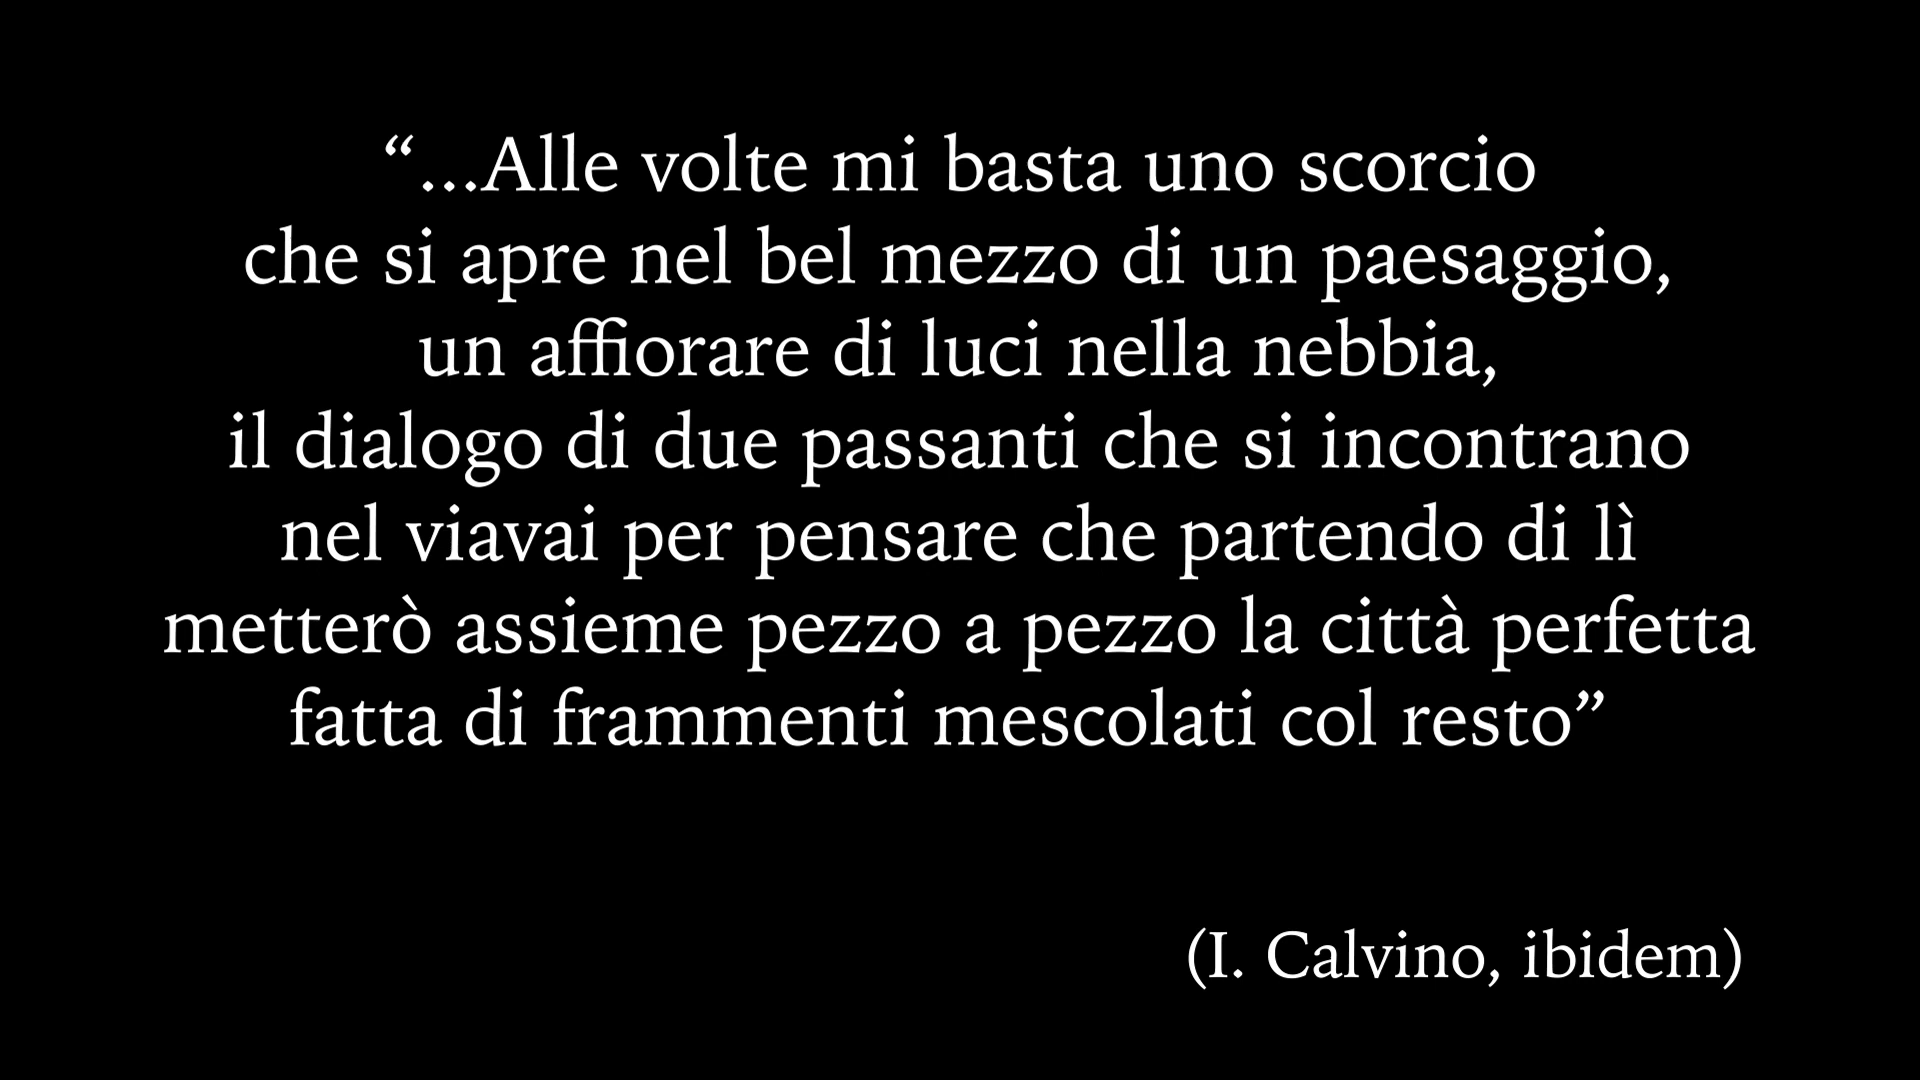 “...Alle volte mi basta uno scorcio
che si apre nel bel mezzo di un paesaggio,
un affiorare di luci nella nebbia,
il dialogo di due passanti che si incontrano
nel viavai per pensare che partendo di lì
metterò assieme pezzo a pezzo la città perfetta
fatta di frammenti mescolati col resto”
(I. Calvino, ibidem)